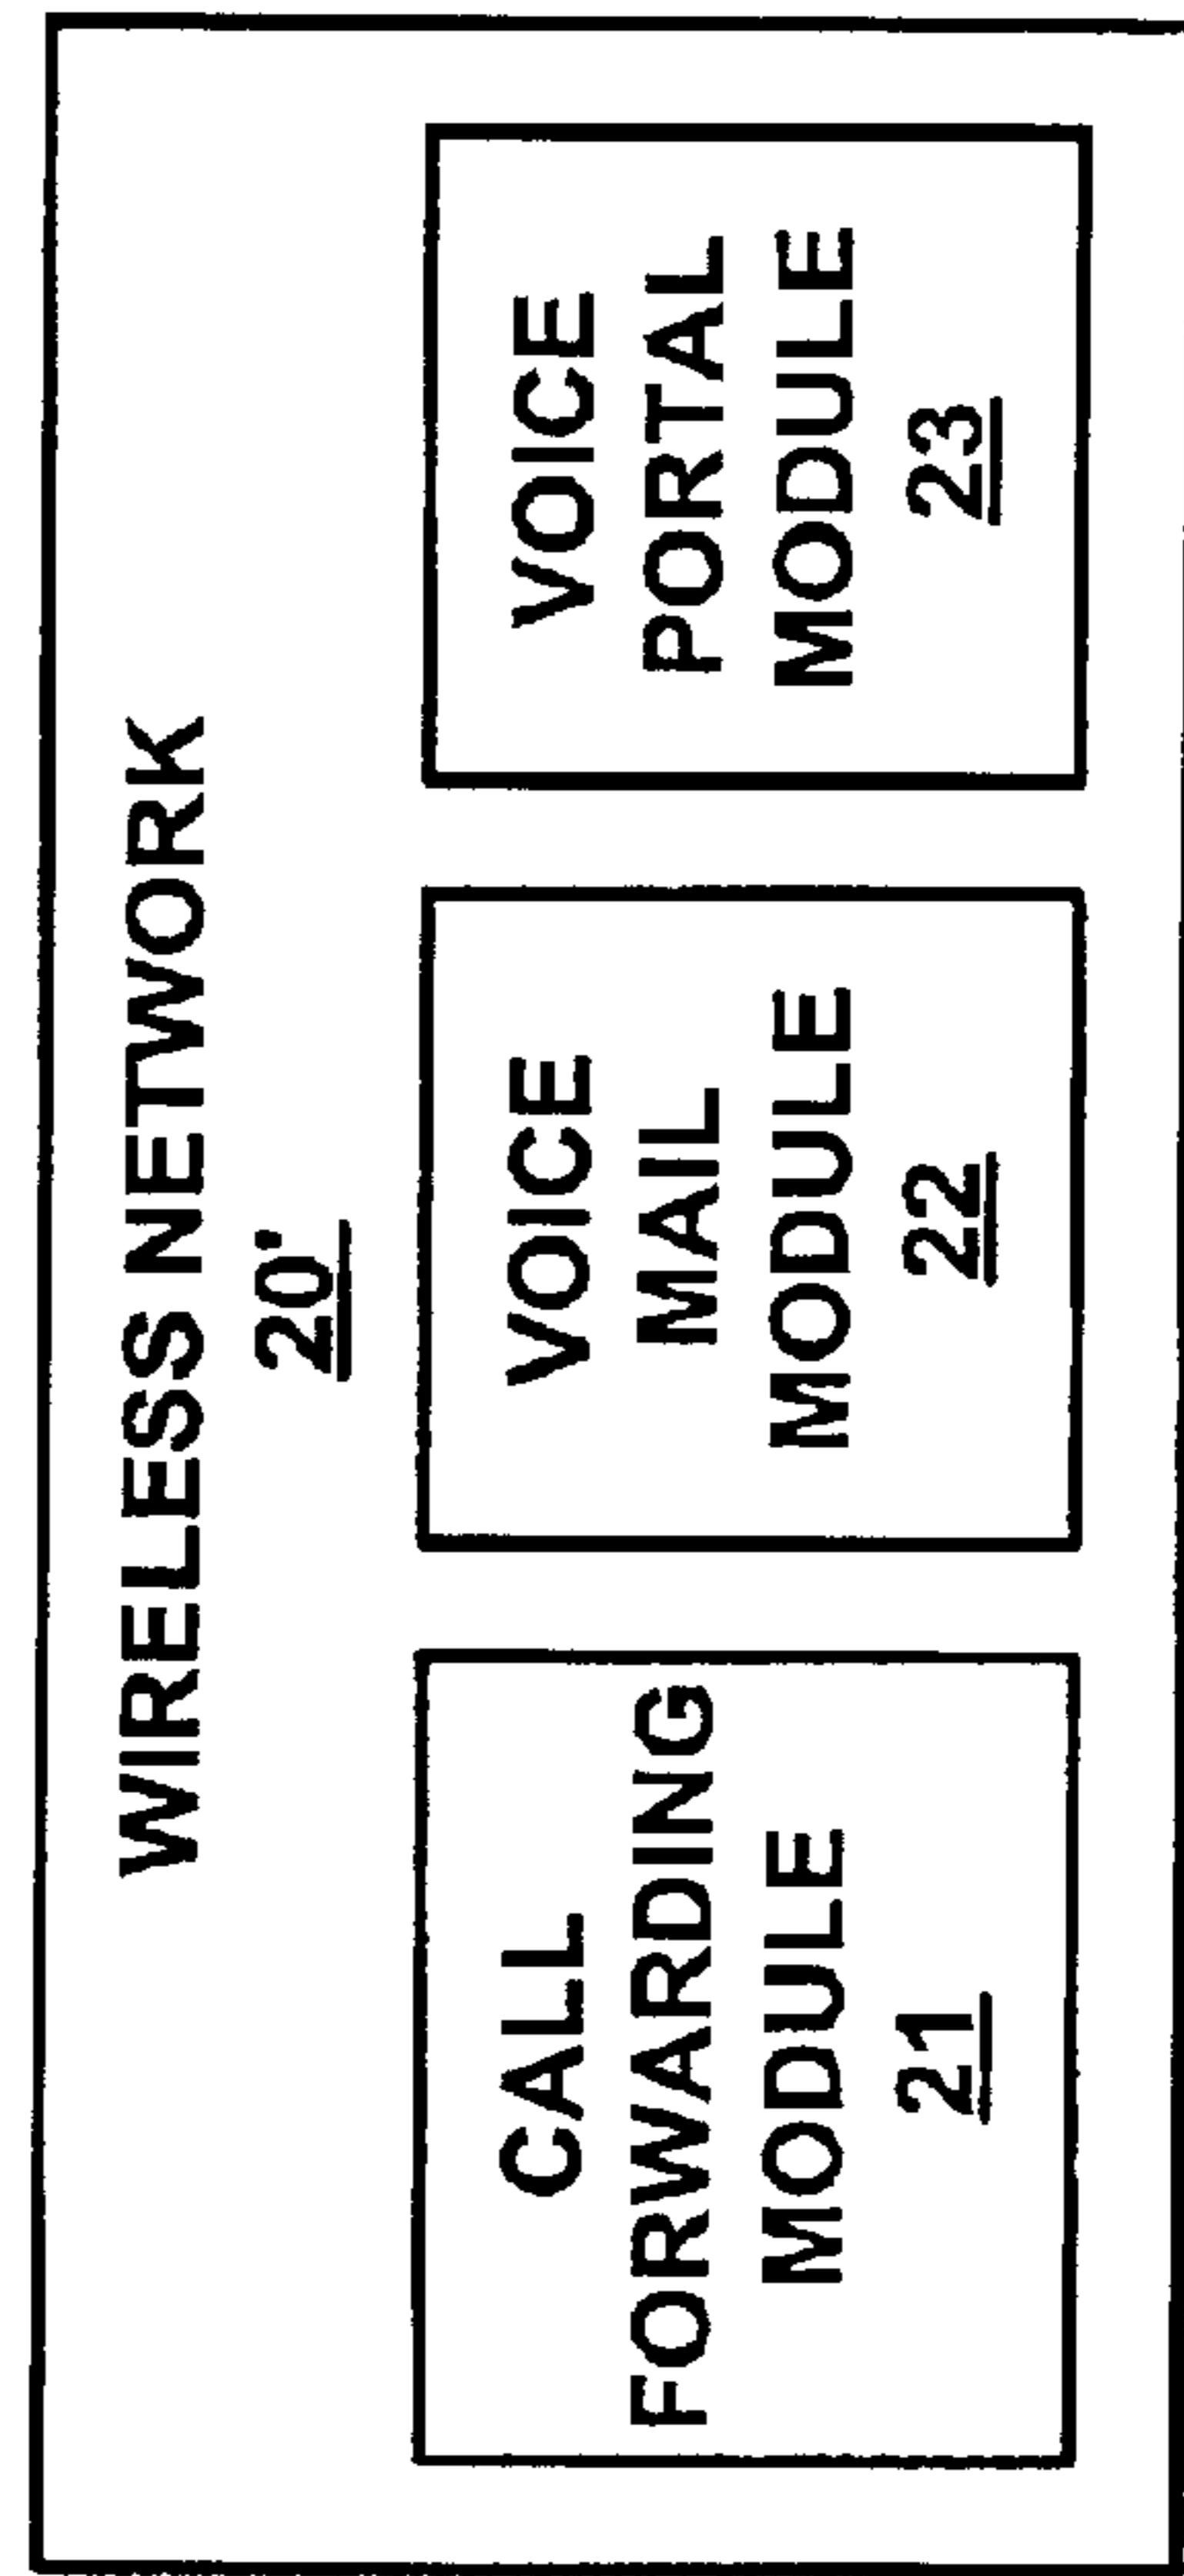 WIRELESS NETWORK
20'
CALL
FORWARDING
MODULE
21
VOICE
MAIL
MODULE
22
VOICE
PORTAL
MODULE
23